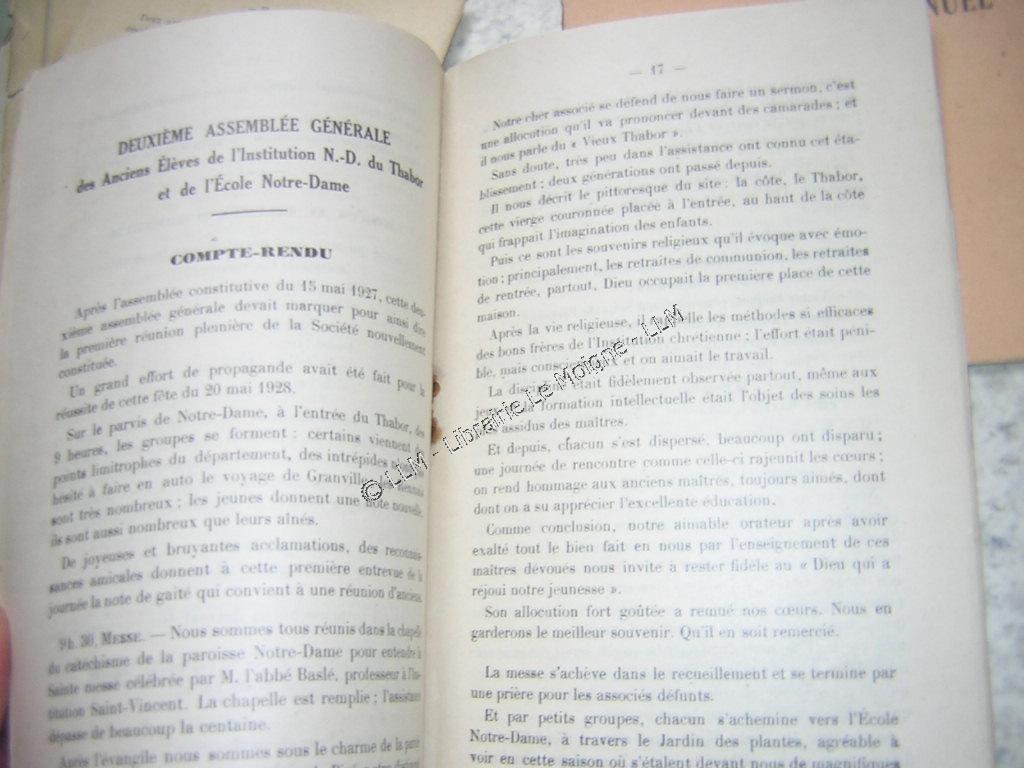 NUEL
DEUXIÈME ASSEMBLÉE GÉNÉRALE
des Anciens Élèves de l'Institution N.-D. du Thabor
et de l'École Notre-Dame
COMPTE-RENDU
Après l'assemblée constitutive du 15 mai 1927, cette deu-
xième assemblée générale devait marquer pour ainsi dire
la première réunion plénière de la Société nouvellement
constituée.
Un grand effort de propagande avait été fait pour la
réussite de cette fête du 20 mai 1928.
Sur le parvis de Notre-Dame, à l'entrée du Thabor, dès
9 heures, les groupes se forment : certains viennent de
points limitrophes du département, des intrépides
hésité à faire en auto le voyage de Granville
sont très nombreux ; les jeunes donnent une note nouvelle,
ils sont aussi nombreux que leurs aînés.
De joyeuses et bruyantes acclamations, des reconnais-
sances amicales donnent à cette première entrevue de la
journée la note de gaité qui convient à une réunion d'anciens.
9 h. 30, MESSE. — Nous sommes tous réunis dans la chapelle
du catéchisme de la paroisse Notre-Dame pour entendre la
Sainte messe célébrée par M. l'abbé Baslé, professeur à l'Ins-
titution Saint-Vincent. La chapelle est remplie ; l'assistance
dépasse de beaucoup la centaine.
Après l'évangile nous sommes sous le charme de la parole
— 17 —
Notre cher associé se défend de nous faire un sermon, c'est
une allocution qu'il va prononcer devant des camarades ; et
il nous parle du « Vieux Thabor ».
Sans doute, très peu dans l'assistance ont connu cet éta-
blissement ; deux générations ont passé depuis.
Il nous décrit le pittoresque du site : la côte, le Thabor,
cette vierge couronnée placée à l'entrée, au haut de la côte
qui frappait l'imagination des enfants.
Puis ce sont les souvenirs religieux qu'il évoque avec émo-
tion ; principalement, les retraites de communion, les retraites
de rentrée, partout, Dieu occupait la première place de cette
maison.
Après la vie religieuse, il rappelle les méthodes si efficaces
des bons frères de l'Institution chrétienne ; l'effort était péni-
ble, mais consciencieux et on aimait le travail.
La discipline était fidèlement observée partout, même aux
jeux ; la formation intellectuelle était l'objet des soins les
plus assidus des maîtres.
Et depuis, chacun s'est dispersé, beaucoup ont disparu ;
une journée de rencontre comme celle-ci rajeunit les cœurs ;
on rend hommage aux anciens maîtres, toujours aimés, dont
dont on a su apprécier l'excellente éducation.
Comme conclusion, notre aimable orateur après avoir
exalté tout le bien fait en nous par l'enseignement de ces
maîtres dévoués nous invite à rester fidèle au « Dieu qui a
réjoui notre jeunesse ».
Son allocution fort goûtée a remué nos cœurs. Nous en
garderons le meilleur souvenir. Qu'il en soit remercié.
La messe s'achève dans le recueillement et se termine par
une prière pour les associés défunts.
Et par petits groupes, chacun s'achemine vers l'École
Notre-Dame, à travers le Jardin des plantes, agréable à
voir en cette saison où s'étalent devant nous de magnifiques
© LLM - Librairie Le Moigne - LLM